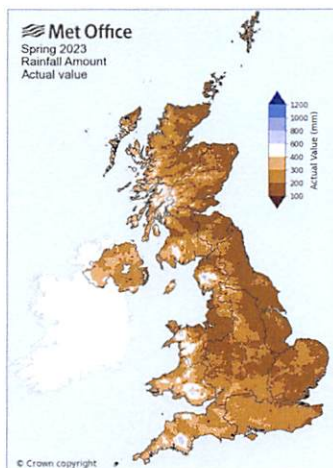 Met Office
Spring 2023
Rainfall Amount
Actual value
1200
1000
800
600
400
300
200
100
Actual Value (mm)
© Crown copyright